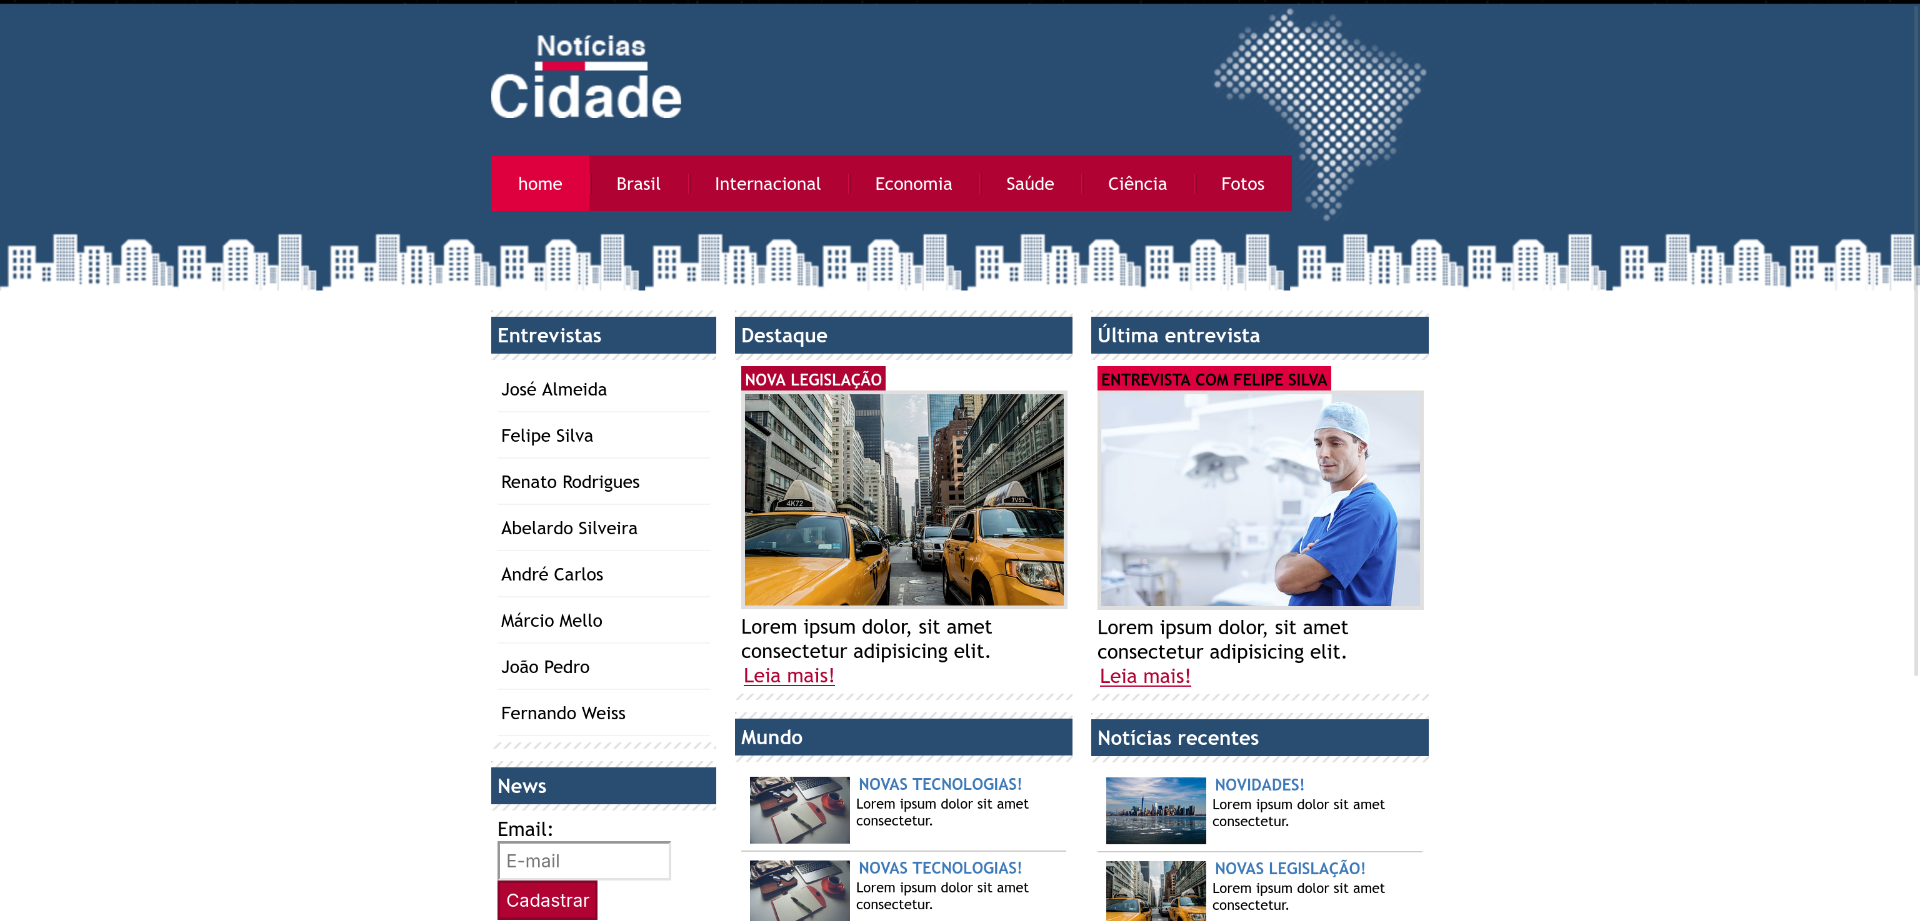 Notícias
Cidade
home Brasil Internacional Economia Saúde Ciência Fotos
Entrevistas
José Almeida
Felipe Silva
Renato Rodrigues
Abelardo Silveira
André Carlos
Márcio Mello
João Pedro
Fernando Weiss
News
Email:
E-mail
Cadastrar
Destaque
NOVA LEGISLAÇÃO
4K72
7V53
Lorem ipsum dolor, sit amet
consectetur adipisicing elit.
Leia mais!
Mundo
NOVAS TECNOLOGIAS!
Lorem ipsum dolor sit amet
consectetur.
NOVAS TECNOLOGIAS!
Lorem ipsum dolor sit amet
consectetur.
Última entrevista
ENTREVISTA COM FELIPE SILVA
Lorem ipsum dolor, sit amet
consectetur adipisicing elit.
Leia mais!
Notícias recentes
NOVIDADES!
Lorem ipsum dolor sit amet
consectetur.
NOVAS LEGISLAÇÃO!
Lorem ipsum dolor sit amet
consectetur.